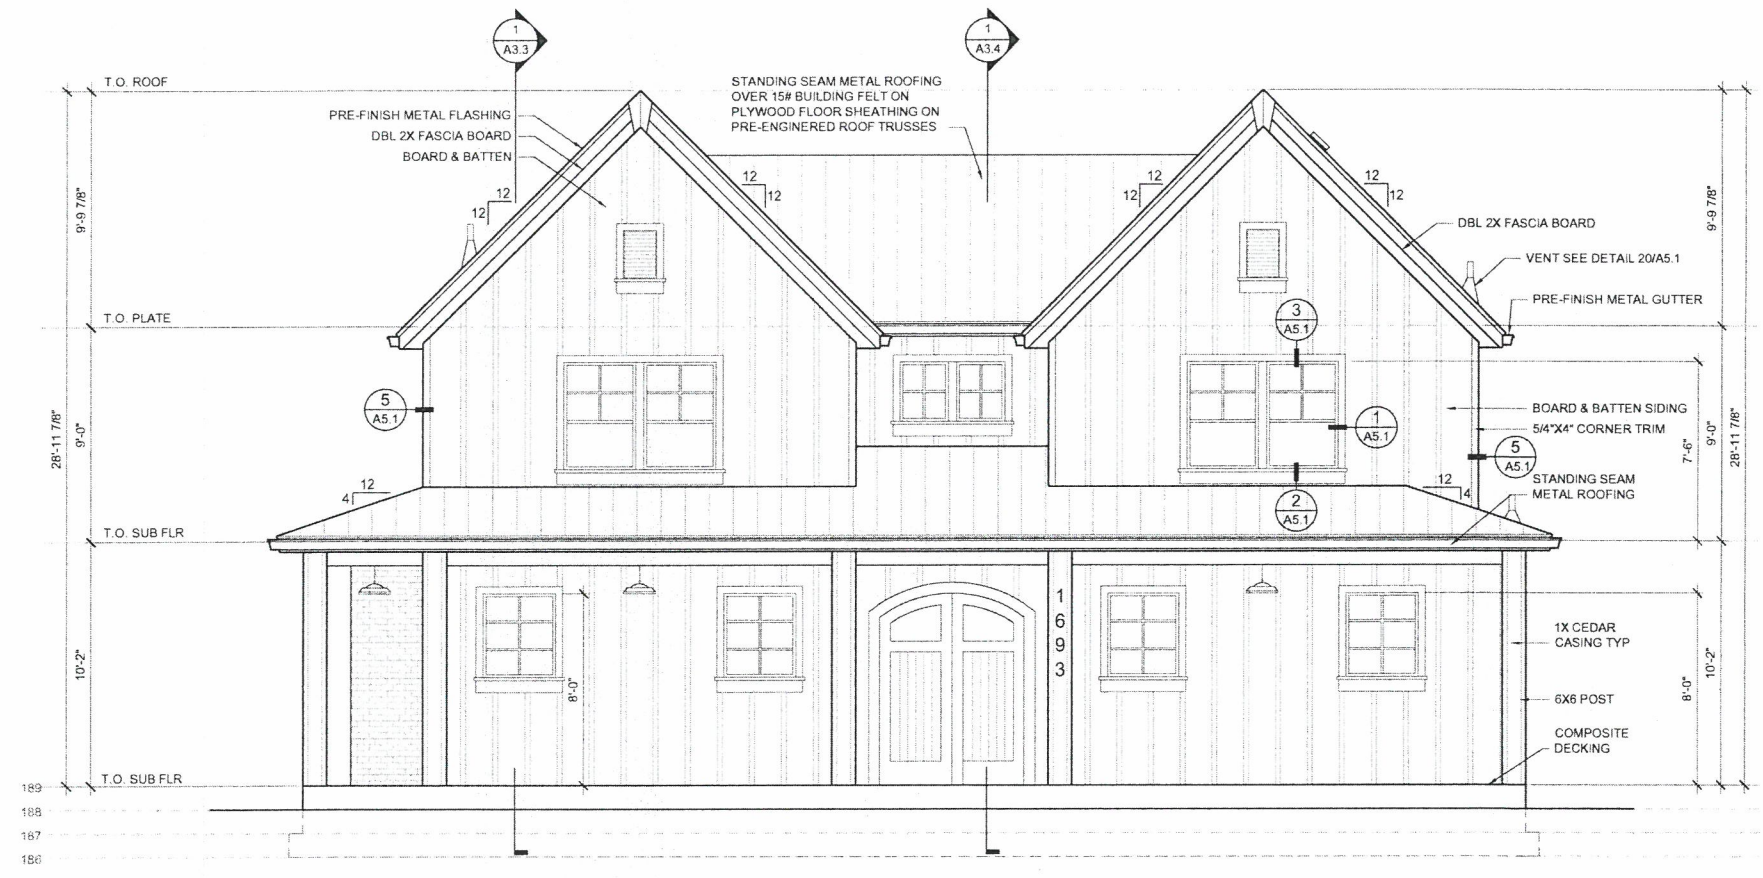 1
A3.3
1
A3.4
T.O. ROOF
STANDING SEAM METAL ROOFING
OVER 15# BUILDING FELT ON
PLYWOOD FLOOR SHEATHING ON
PRE-ENGINERED ROOF TRUSSES
PRE-FINISH METAL FLASHING
DBL 2X FASCIA BOARD
BOARD & BATTEN
12
12
12
12
12
12
12
12
9'-9 7/8"
9'-9 7/8"
DBL 2X FASCIA BOARD
VENT SEE DETAIL 20/A5.1
PRE-FINISH METAL GUTTER
T.O. PLATE
3
A5.1
5
A5.1
1
A5.1
BOARD & BATTEN SIDING
5/4"X4" CORNER TRIM
5
A5.1
28'-11 7/8"
9'-0"
7'-6"
9'-0"
28'-11 7/8"
STANDING SEAM
METAL ROOFING
12
4
12
4
2
A5.1
T.O. SUB FLR
1
6
9
3
1X CEDAR
CASING TYP
10'-2"
8'-0"
8'-0"
10'-2"
6X6 POST
COMPOSITE
DECKING
T.O. SUB FLR
189
188
187
186